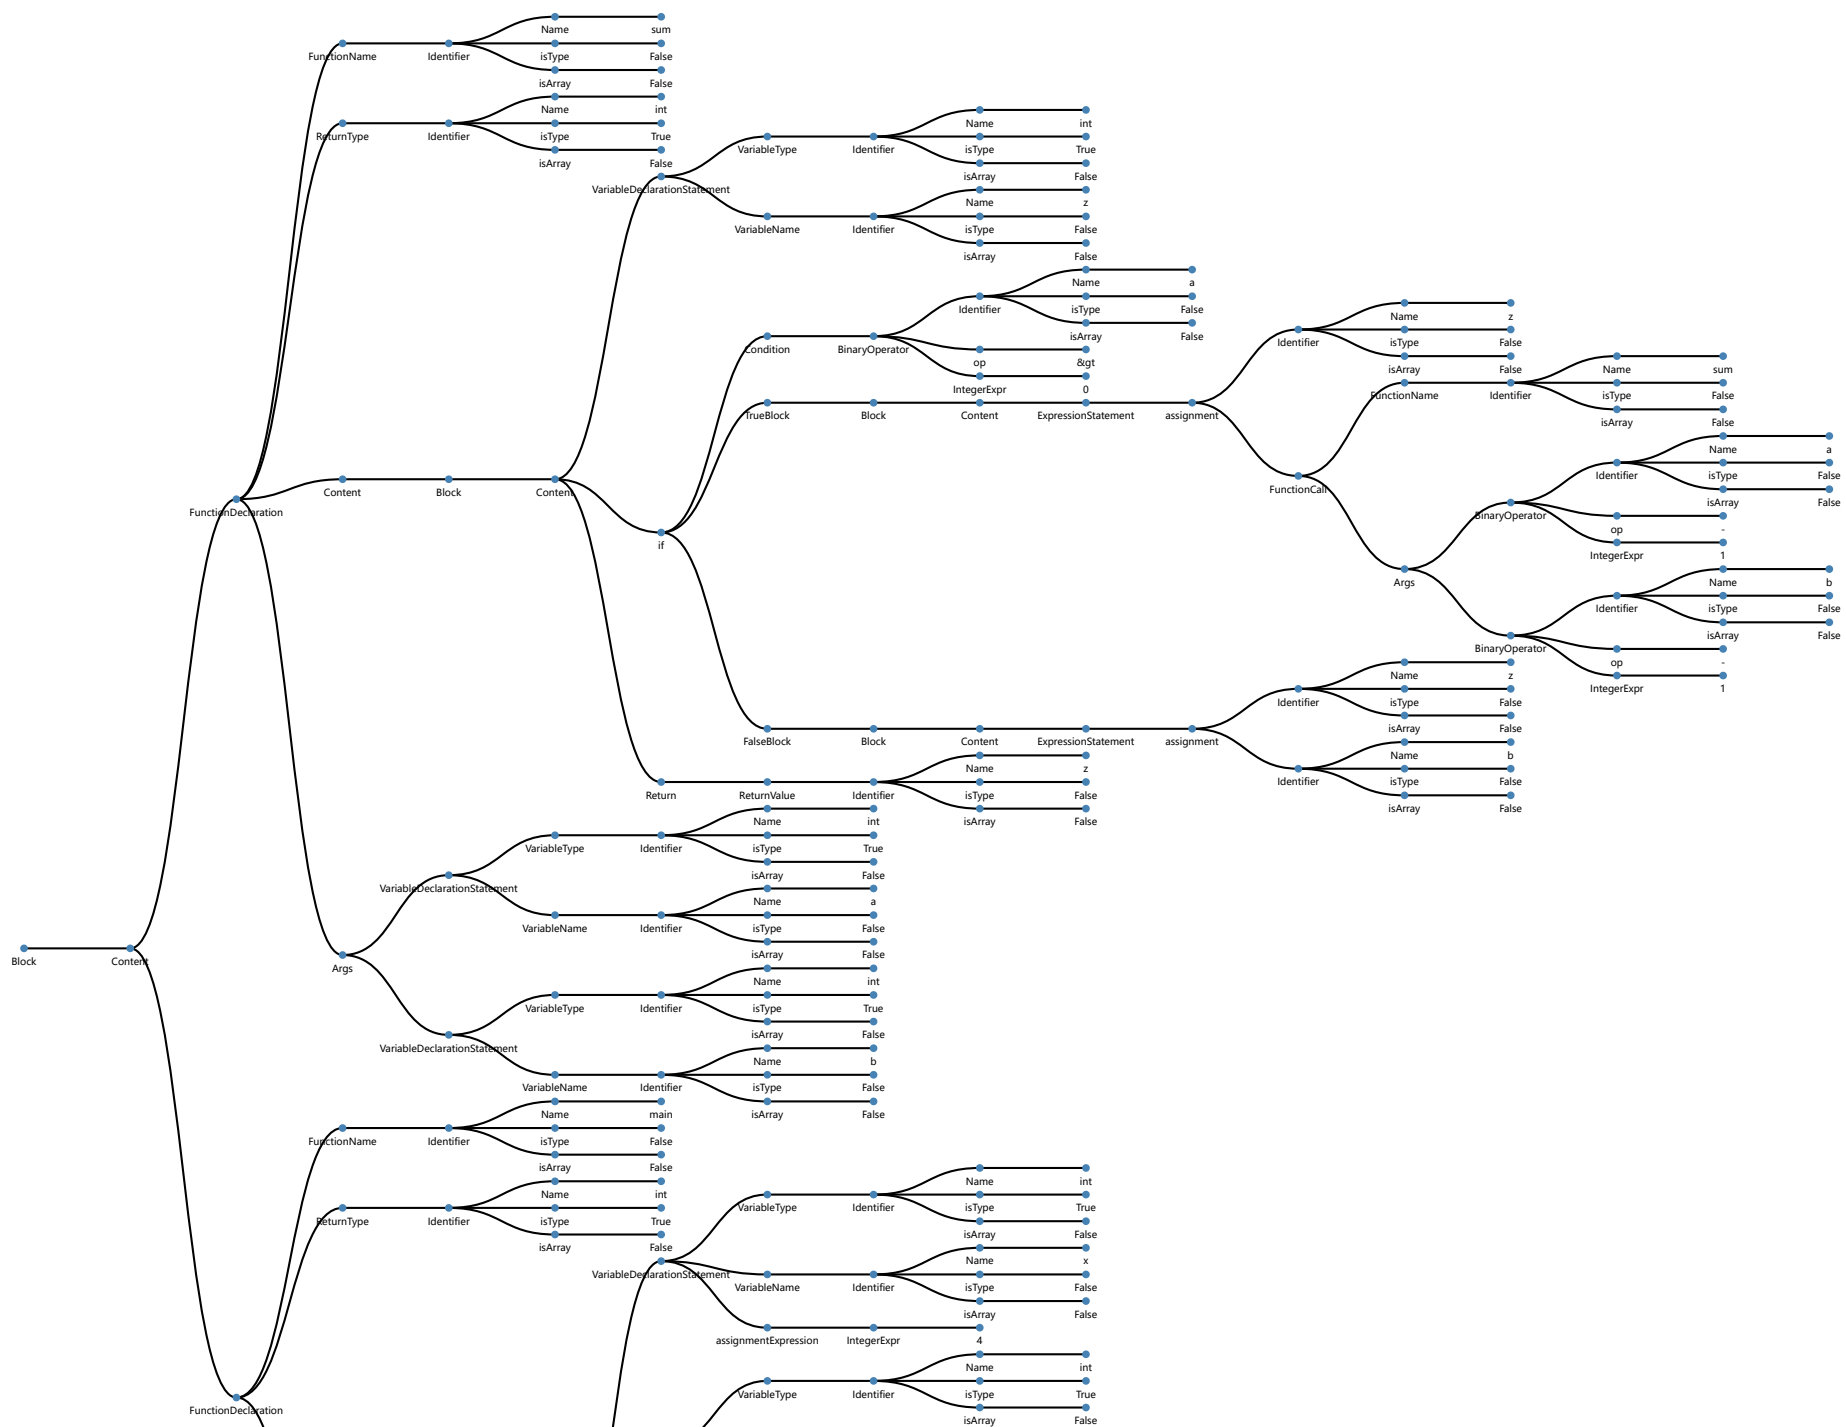 Name sum
FunctionName Identifier isType False
isArray False
Name int Name int
ReturnType Identifier isType True VariableType Identifier isType True
isArray False isArray False
VariableDeclarationStatement Name z
VariableName Identifier isType False
isArray False
Name a
Identifier isType False Name z
Condition BinaryOperator isArray False Identifier isType False
op &gt isArray False Name sum
IntegerExpr 0 FunctionName Identifier isType False
TrueBlock Block Content ExpressionStatement assignment isArray False
Name a
Identifier isType False
FunctionCall isArray False
Content Block Content
FunctionDeclaration BinaryOperator
op -
if IntegerExpr 1
Args Name b
Identifier isType False
isArray False
BinaryOperator
op -
Name z IntegerExpr 1
Identifier isType False
isArray False
FalseBlock Block Content ExpressionStatement assignment
Name z Name b
Return ReturnValue Identifier isType False Identifier isType False
isArray False isArray False
Name int
VariableType Identifier isType True
isArray False
VariableDeclarationStatement
Name a
VariableName Identifier isType False
isArray False
Block Content Args
Name int
VariableType Identifier isType True
isArray False
VariableDeclarationStatement
Name b
VariableName Identifier isType False
isArray False
Name main
FunctionName Identifier isType False
isArray False
Name int Name int
ReturnType Identifier isType True VariableType Identifier isType True
isArray False isArray False
Name x
VariableDeclarationStatement VariableName Identifier isType False
isArray False
assignmentExpression IntegerExpr 4
Name int
VariableType Identifier isType True
FunctionDeclaration
isArray False